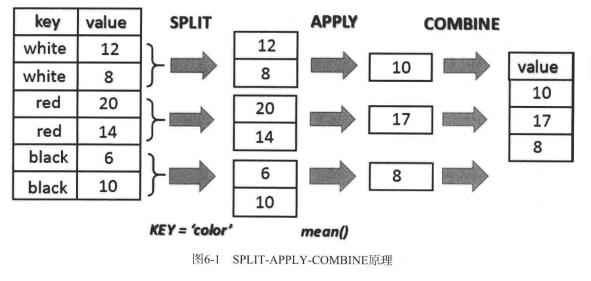 key value SPLIT APPLY COMBINE
white 12
white 8
red 20
red 14
black 6
black 10
12
8
20
14
6
10
10
17
8
value
10
17
8
KEY = ‘color’ mean()
图6-1 SPLIT-APPLY-COMBINE原理